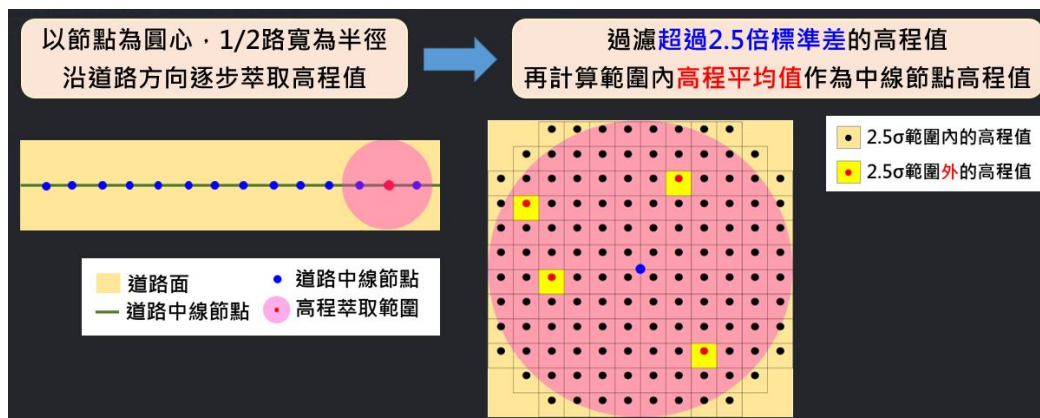 以節點為圓心，1/2路寬為半徑
沿道路方向逐步萃取高程值
過濾超過2.5倍標準差的高程值
再計算範圍內高程平均值作為中線節點高程值
道路面
道路中線節點
道路中線節點
高程萃取範圍
2.5σ範圍內的高程值
2.5σ範圍外的高程值